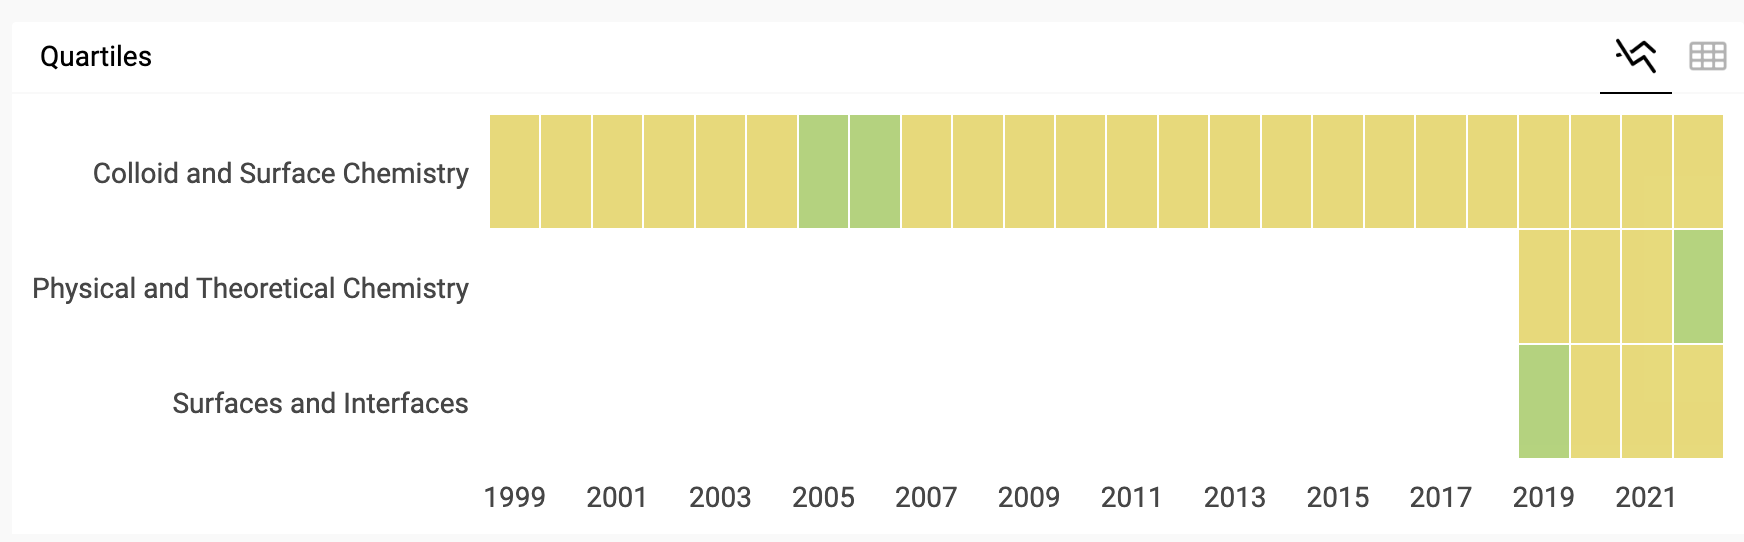 Quartiles
Colloid and Surface Chemistry
Physical and Theoretical Chemistry
Surfaces and Interfaces
1999 2001 2003 2005 2007 2009 2011 2013 2015 2017 2019 2021